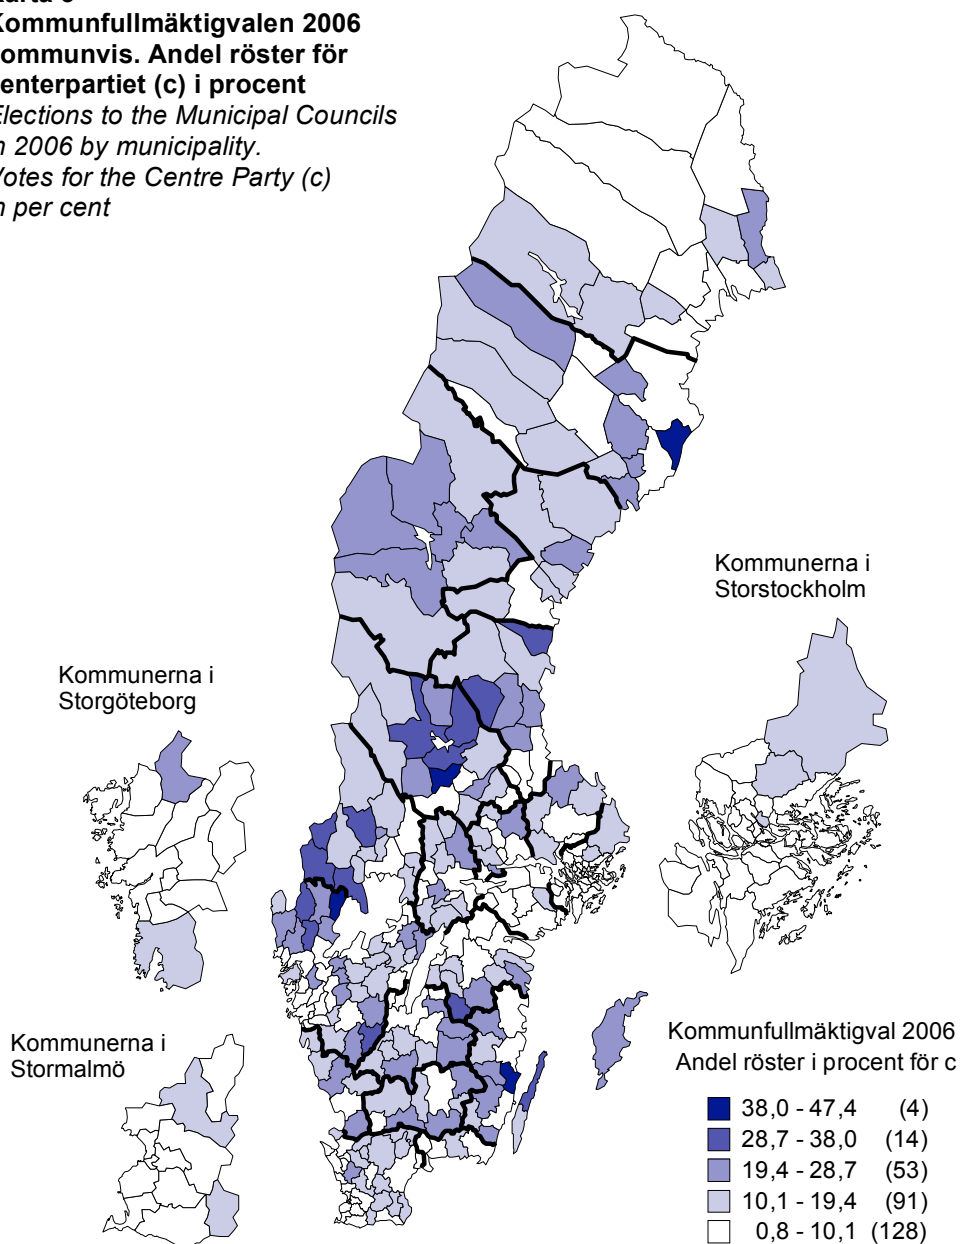 Kommunfullmäktigvalen 2006
kommunvis. Andel röster för
centerpartiet (c) i procent
Elections to the Municipal Councils
in 2006 by municipality.
Votes for the Centre Party (c)
in per cent
Kommunerna i
Storstockholm
Kommunerna i
Storgöteborg
Kommunerna i
Stormalmö
Kommunfullmäktigval 2006
Andel röster i procent för c
38,0 - 47,4 (4)
28,7 - 38,0 (14)
19,4 - 28,7 (53)
10,1 - 19,4 (91)
0,8 - 10,1 (128)